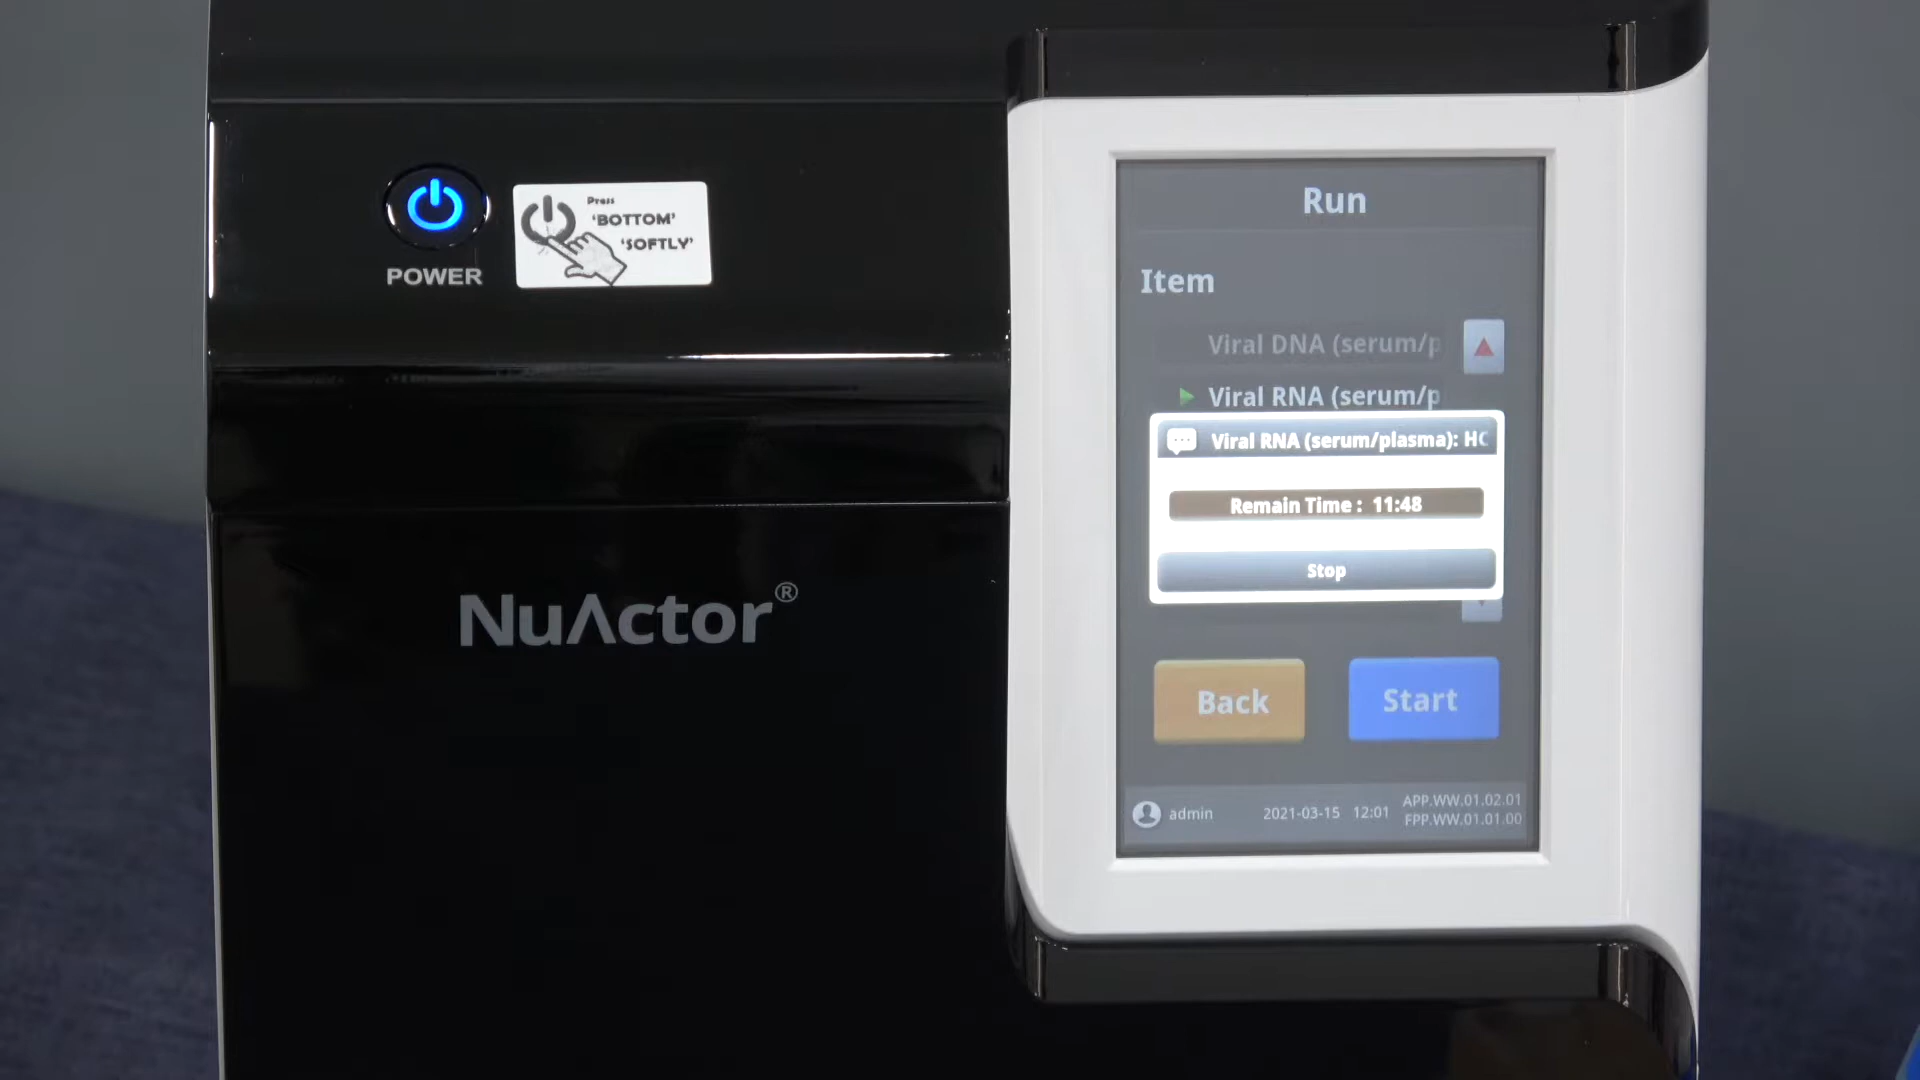 Press
'BOTTOM'
'SOFTLY'
POWER
NuΛctor®
Run
Item
Viral DNA (serum/p
Viral RNA (serum/p
Viral RNA (serum/plasma): HC
Remain Time : 11:48
Stop
Back
Start
admin
2021-03-15 12:01
APP.WW.01.02.01
FPP.WW.01.01.00